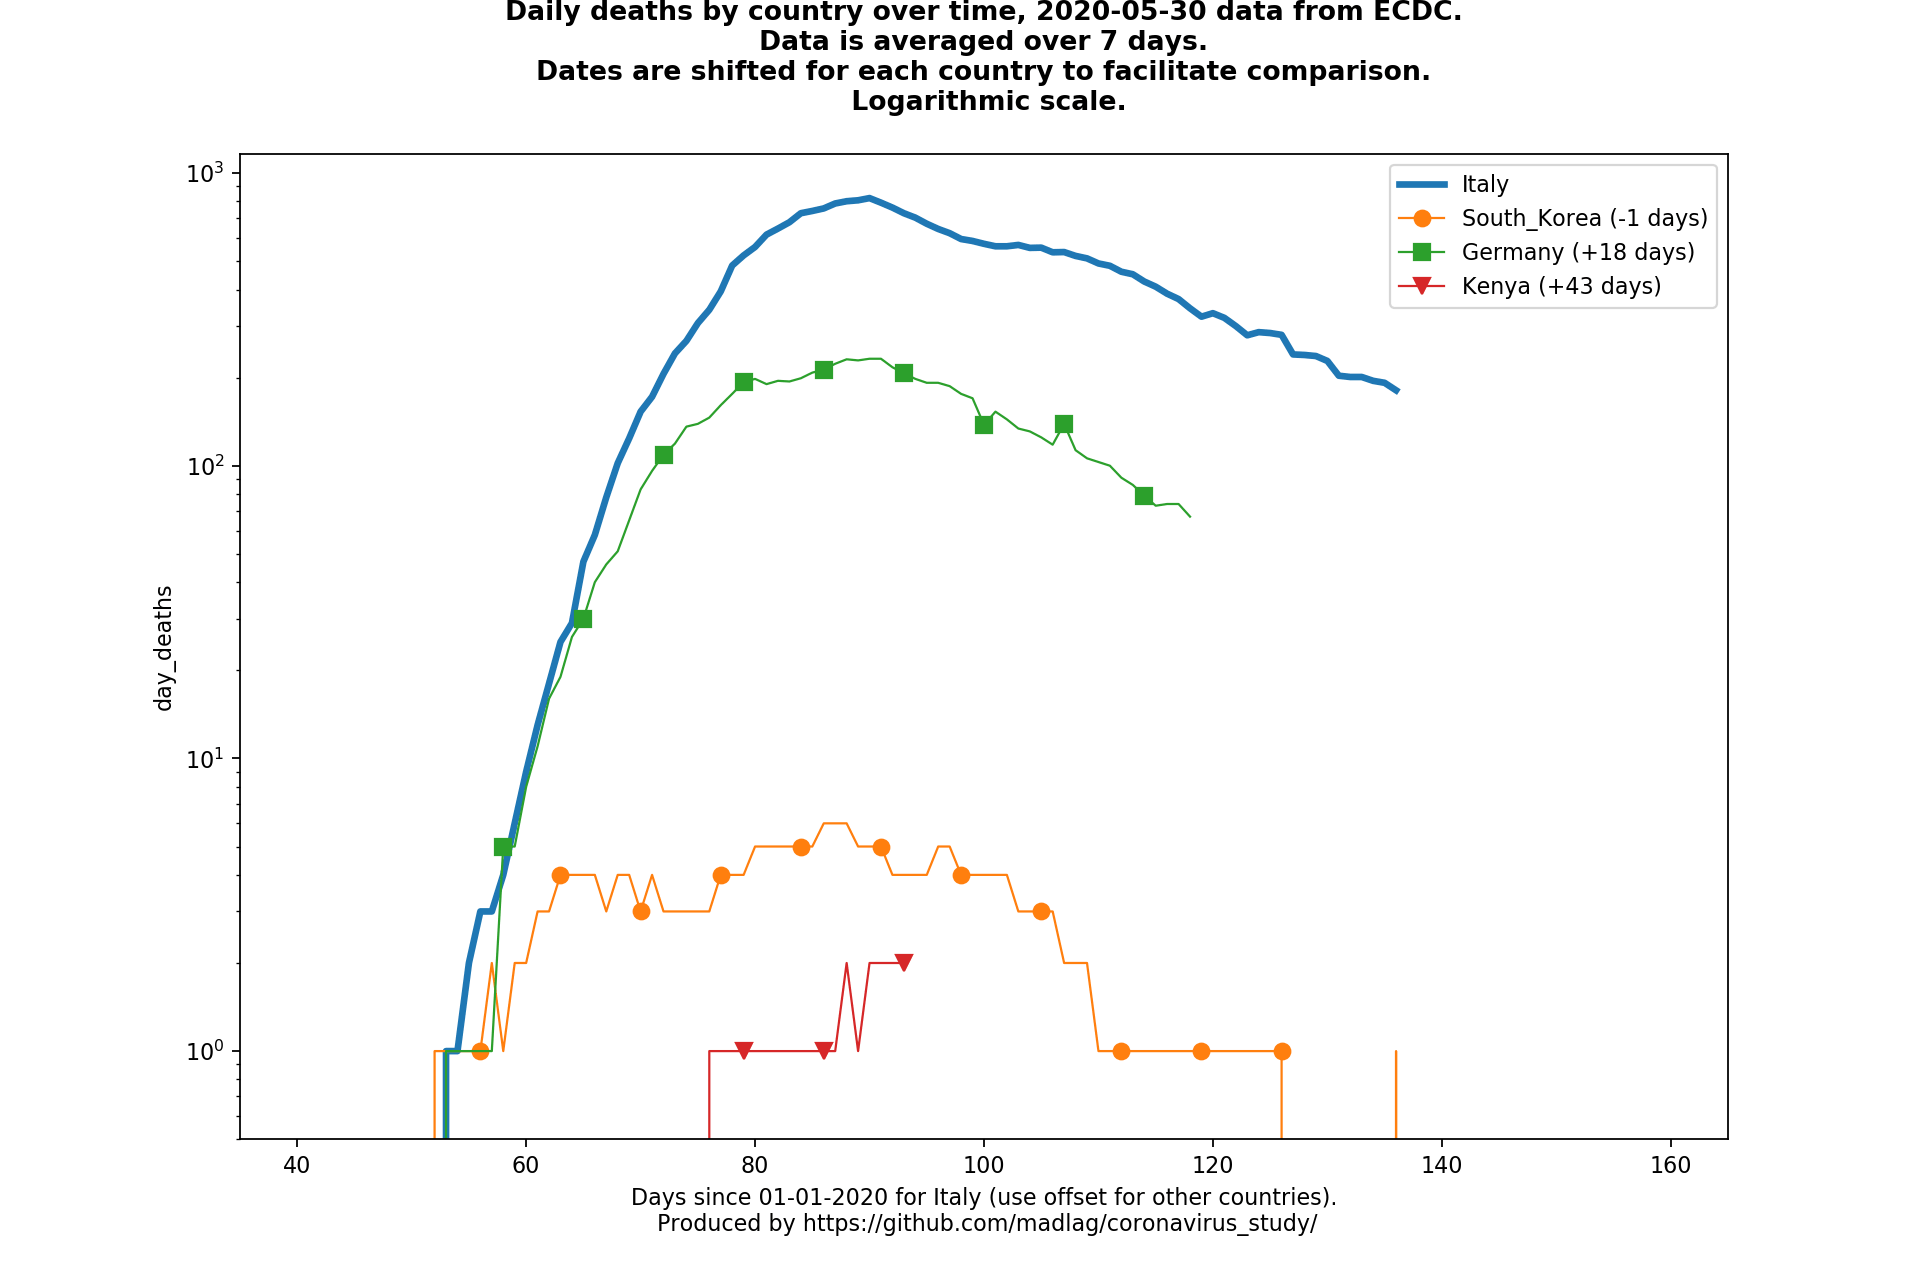 Daily deaths by country over time, 2020-05-30 data from ECDC.
Data is averaged over 7 days.
Dates are shifted for each country to facilitate comparison.
Logarithmic scale.
10³
10²
10¹
10⁰
day_deaths
Italy
South_Korea (-1 days)
Germany (+18 days)
Kenya (+43 days)
40 60 80 100 120 140 160
Days since 01-01-2020 for Italy (use offset for other countries).
Produced by https://github.com/madlag/coronavirus_study/